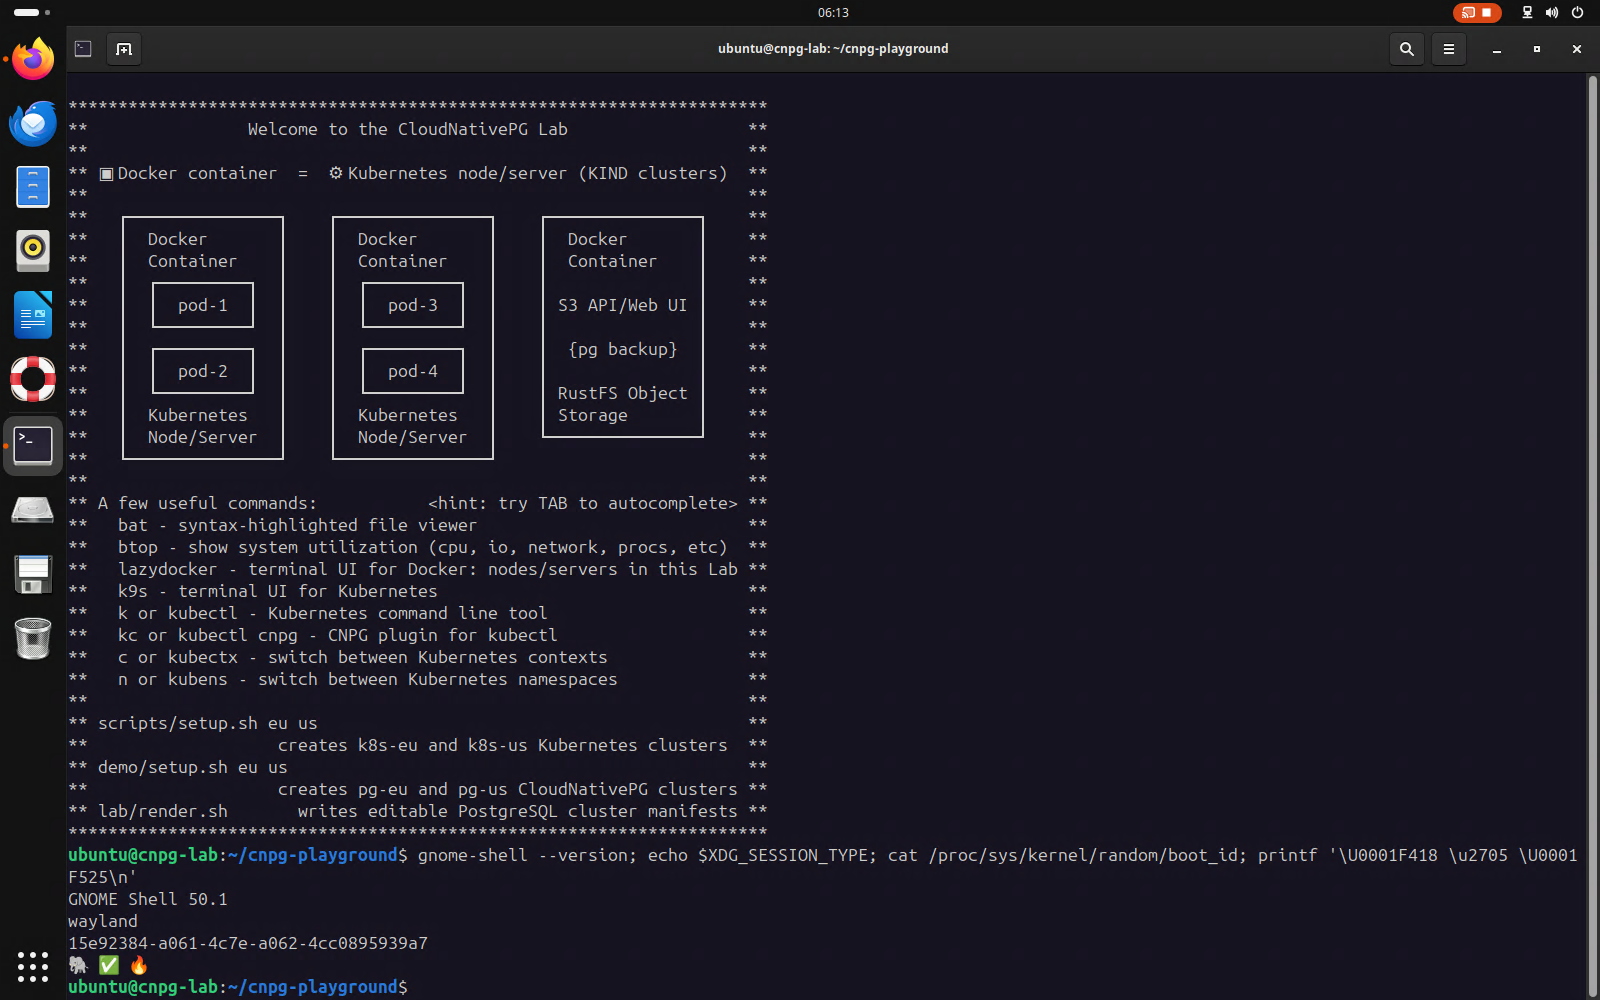 06:13
ubuntu@cnpg-lab: ~/cnpg-playground
**********************************************************************
**                Welcome to the CloudNativePG Lab                  **
**                                                                  **
** ▣ Docker container  =  ⚙ Kubernetes node/server (KIND clusters)  **
**                                                                  **
**                                                                  **
**      Docker               Docker               Docker            **
**      Container            Container            Container         **
**                                                                  **
**         pod-1                pod-3            S3 API/Web UI      **
**                                                                  **
**                                                {pg backup}       **
**         pod-2                pod-4                               **
**                                               RustFS Object      **
**      Kubernetes           Kubernetes          Storage            **
**      Node/Server          Node/Server                            **
**                                                                  **
**                                                                  **
** A few useful commands:           <hint: try TAB to autocomplete> **
**   bat - syntax-highlighted file viewer                           **
**   btop - show system utilization (cpu, io, network, procs, etc)  **
**   lazydocker - terminal UI for Docker: nodes/servers in this Lab **
**   k9s - terminal UI for Kubernetes                               **
**   k or kubectl - Kubernetes command line tool                    **
**   kc or kubectl cnpg - CNPG plugin for kubectl                   **
**   c or kubectx - switch between Kubernetes contexts              **
**   n or kubens - switch between Kubernetes namespaces             **
**                                                                  **
** scripts/setup.sh eu us                                           **
**                   creates k8s-eu and k8s-us Kubernetes clusters  **
** demo/setup.sh eu us                                              **
**                   creates pg-eu and pg-us CloudNativePG clusters **
** lab/render.sh       writes editable PostgreSQL cluster manifests **
**********************************************************************
ubuntu@cnpg-lab:~/cnpg-playground$ gnome-shell --version; echo $XDG_SESSION_TYPE; cat /proc/sys/kernel/random/boot_id; printf '\U0001F418 \u2705 \U0001
F525\n'
GNOME Shell 50.1
wayland
15e92384-a061-4c7e-a062-4cc0895939a7
🐘 ✅ 🔥
ubuntu@cnpg-lab:~/cnpg-playground$